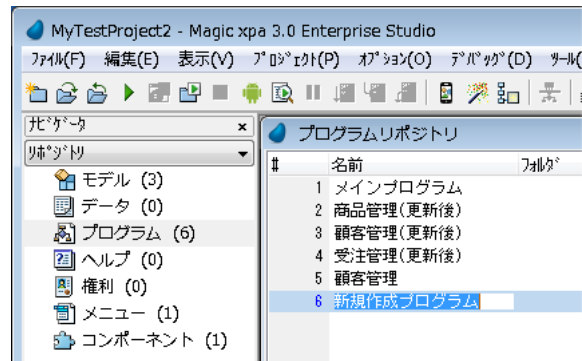 MyTestProject2 - Magic xpa 3.0 Enterprise Studio
ﾌｧｲﾙ(F) 編集(E) 表示(V) ﾌﾟﾛｼﾞｪｸﾄ(P) ｵﾌﾟｼｮﾝ(O) ﾃﾞﾊﾞｯｸﾞ(D) ﾂｰﾙ(
ﾅﾋﾞｹﾞｰﾀ x
ﾘﾎﾟｼﾞﾄﾘ
モデル (3)
データ (0)
プログラム (6)
ヘルプ (0)
権利 (0)
メニュー (1)
コンポーネント (1)
プログラムリポジトリ
# 名前 ﾌｫﾙﾀﾞ
1 メインプログラム
2 商品管理(更新後)
3 顧客管理(更新後)
4 受注管理(更新後)
5 顧客管理
6 新規作成プログラム